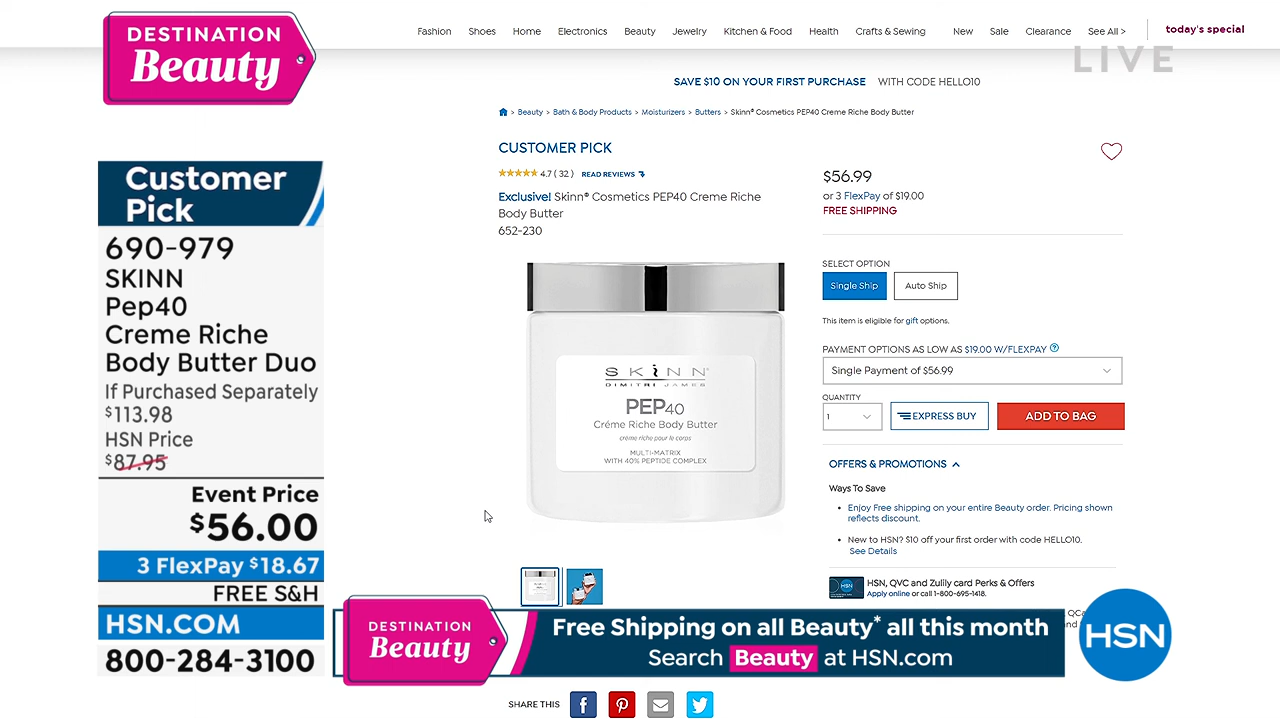 DESTINATION
Beauty
Fashion Shoes Home Electronics Beauty Jewelry Kitchen & Food Health Crafts & Sewing New Sale Clearance See All > today's special
LIVE
SAVE $10 ON YOUR FIRST PURCHASE WITH CODE HELLO10
> Beauty > Bath & Body Products > Moisturizers > Butters > Skinn® Cosmetics PEP40 Creme Riche Body Butter
CUSTOMER PICK
4.7 ( 32 ) READ REVIEWS
Exclusive! Skinn® Cosmetics PEP40 Creme Riche
Body Butter
652-230
$56.99
or 3 FlexPay of $19.00
FREE SHIPPING
SELECT OPTION
Single Ship Auto Ship
This item is eligible for gift options.
PAYMENT OPTIONS AS LOW AS $19.00 W/FLEXPAY ?
Single Payment of $56.99
QUANTITY
1 EXPRESS BUY ADD TO BAG
OFFERS & PROMOTIONS
Ways To Save
• Enjoy Free shipping on your entire Beauty order. Pricing shown
reflects discount.
• New to HSN? $10 off your first order with code HELLO10.
See Details
HSN
HSN, QVC and Zulily card Perks & Offers
Apply online or call 1-800-695-1418.
SKINN®
DIMITRI JAMES
PEP40
Créme Riche Body Butter
creme riche pour le corps
MULTI-MATRIX
WITH 40% PEPTIDE COMPLEX
Customer
Pick
690-979
SKINN
Pep40
Creme Riche
Body Butter Duo
If Purchased Separately
$113.98
HSN Price
$87.95
Event Price
$56.00
3 FlexPay $18.67
FREE S&H
HSN.COM
800-284-3100
DESTINATION
Beauty
Free Shipping on all Beauty* all this month
Search Beauty at HSN.com
HSN
SHARE THIS